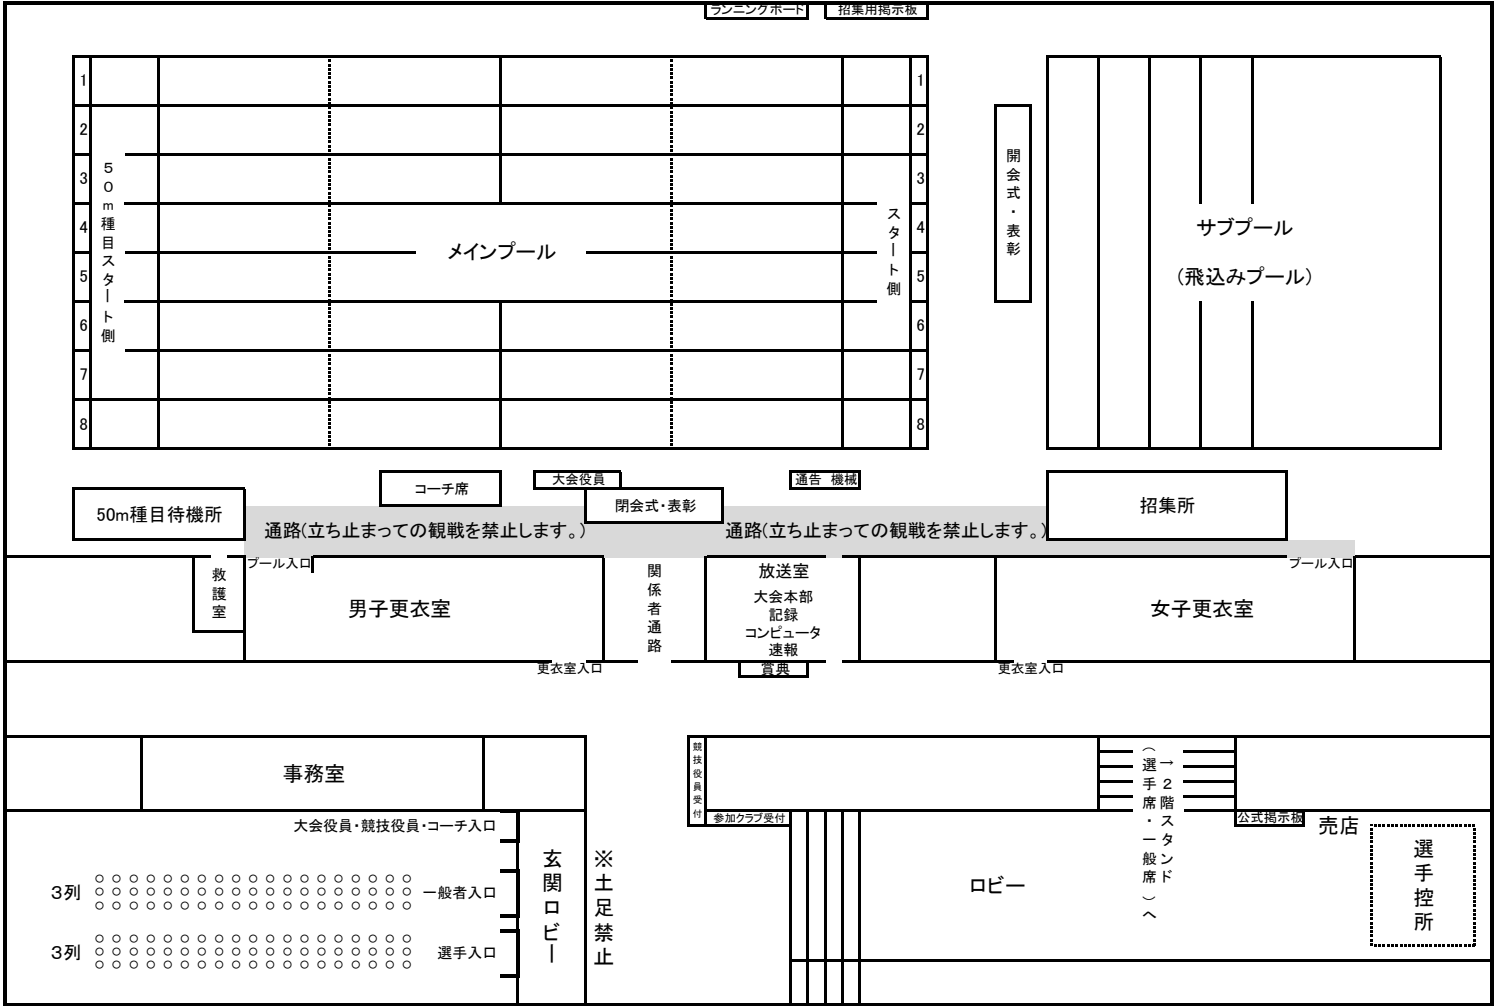 ランニングボード
招集用掲示板
1
2
3
4
5
6
7
8
50m種目スタート側
メインプール
スタート側
1
2
3
4
5
6
7
8
開会式・表彰
サブプール
(飛込みプール)
コーチ席
大会役員
通告 機械
50m種目待機所
閉会式・表彰
招集所
通路(立ち止まっての観戦を禁止します。)
通路(立ち止まっての観戦を禁止します。)
プール入口
プール入口
救護室
男子更衣室
関係者通路
放送室
大会本部
記録
コンピュータ
速報
女子更衣室
更衣室入口
賞典
更衣室入口
事務室
競技役員受付
参加クラブ受付
→2階スタンド
(選手席・一般席)へ
公式掲示板
売店
大会役員・競技役員・コーチ入口
3列 ○○○○○○○○○○○○○○○○○○○
○○○○○○○○○○○○○○○○○○○
○○○○○○○○○○○○○○○○○○○
一般者入口
3列 ○○○○○○○○○○○○○○○○○○○
○○○○○○○○○○○○○○○○○○○
○○○○○○○○○○○○○○○○○○○
選手入口
玄関ロビー
※土足禁止
ロビー
選手控所